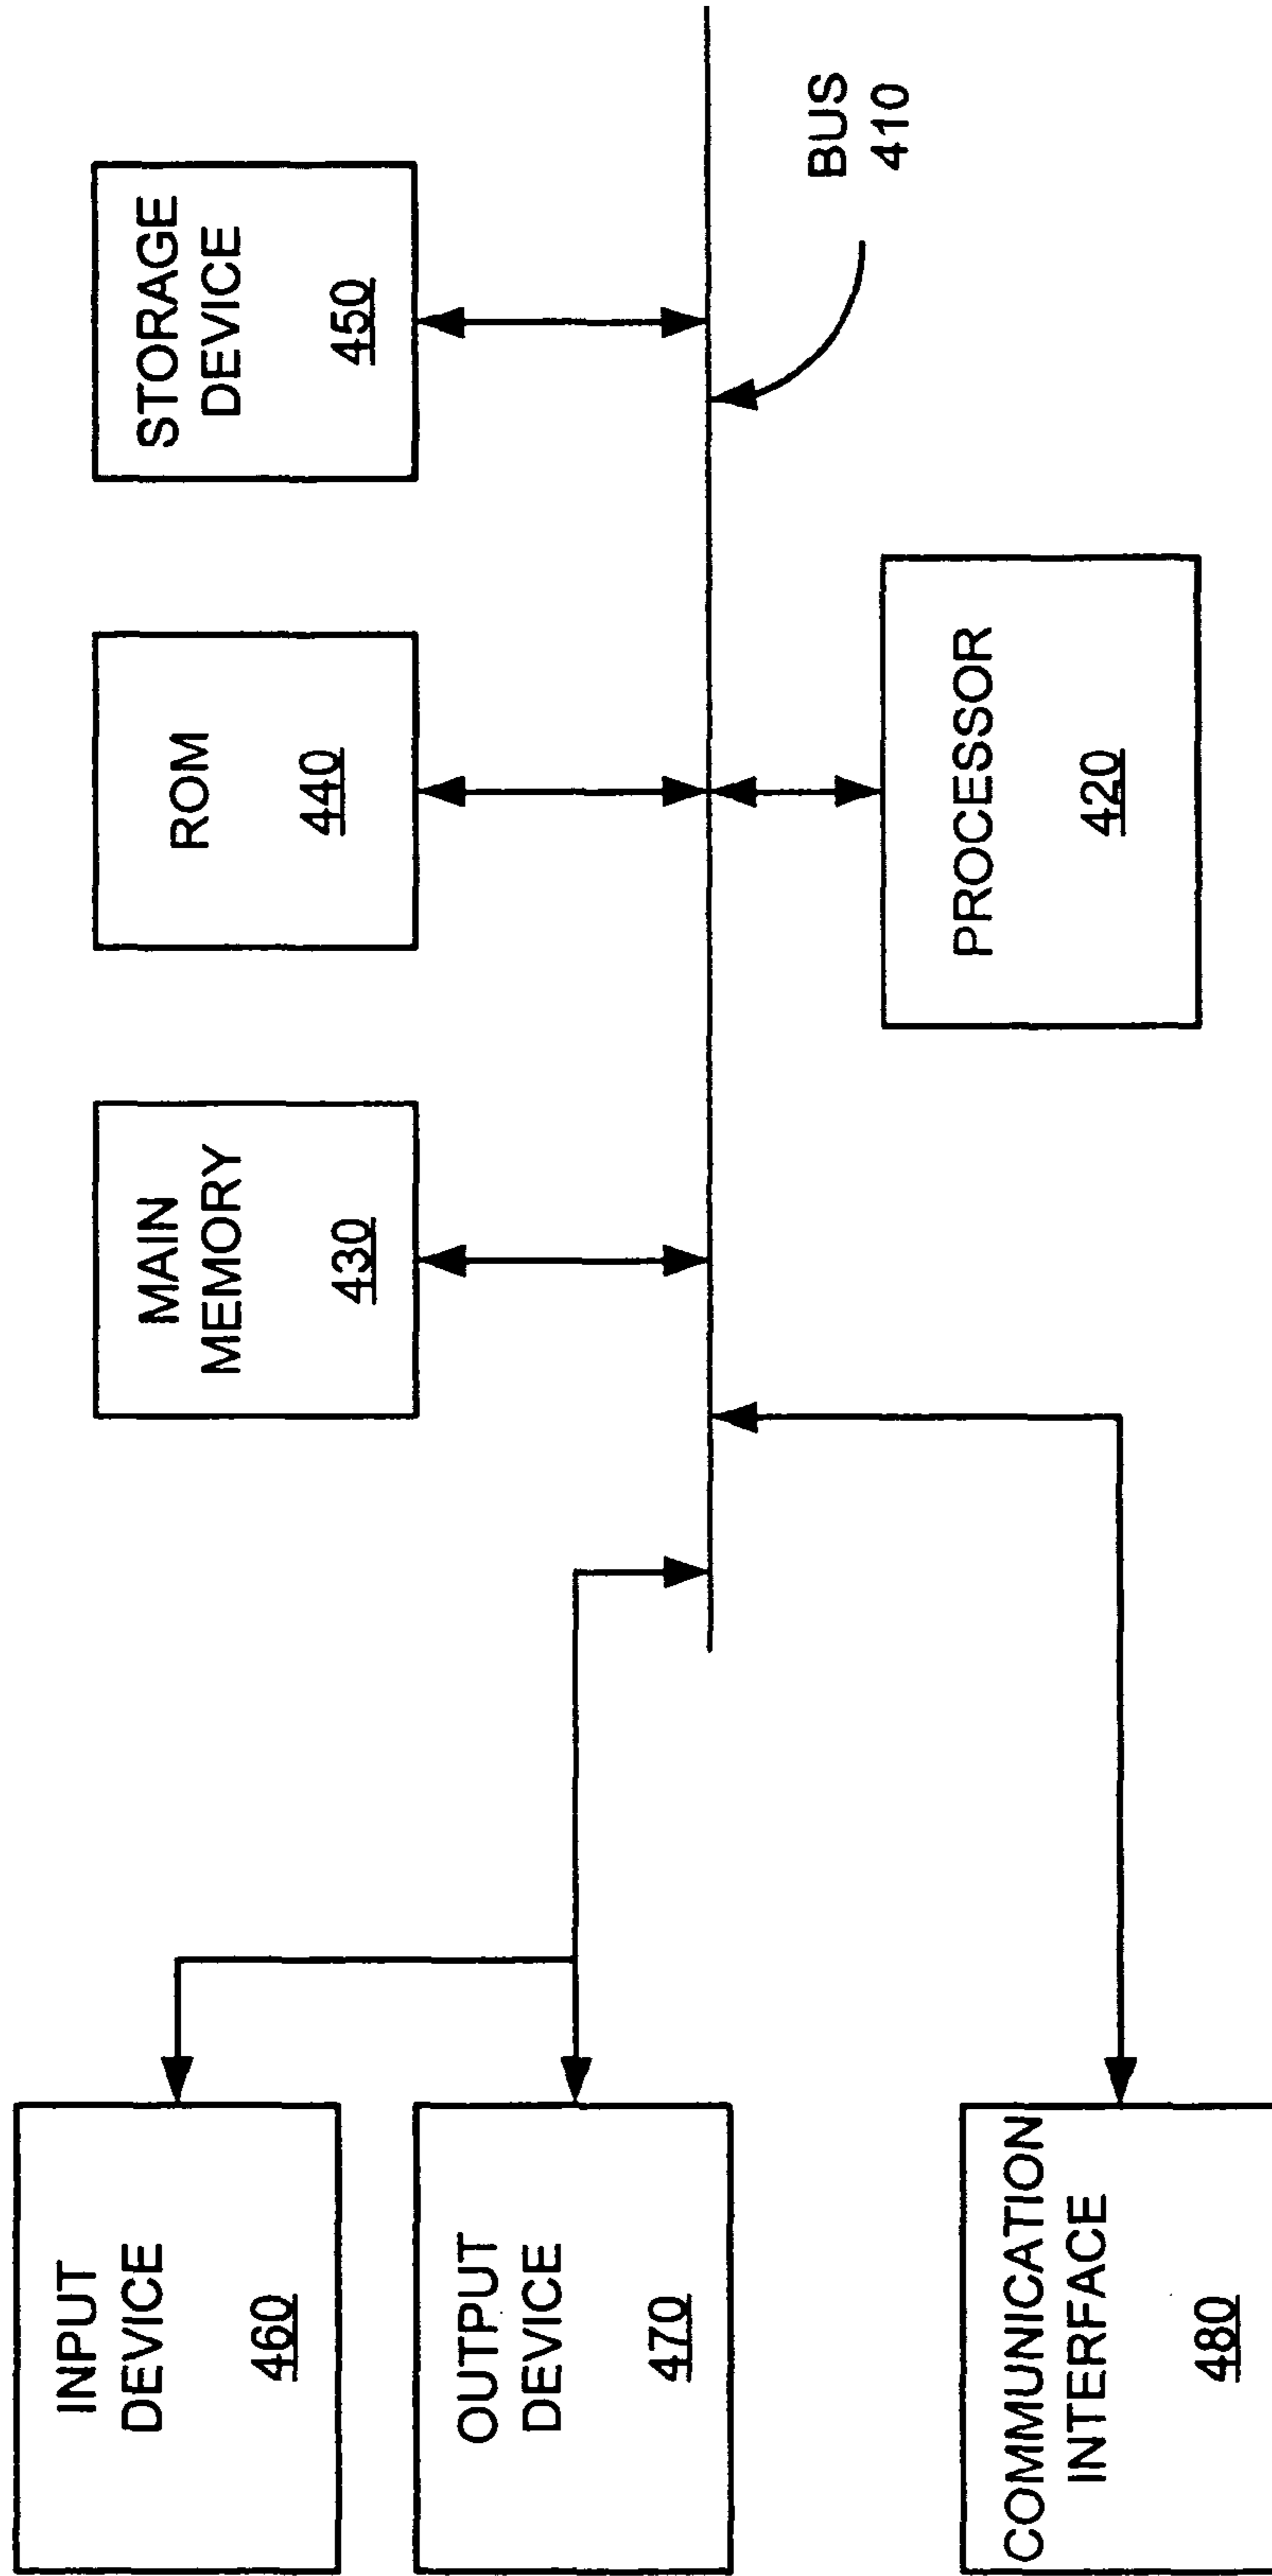 INPUT
DEVICE
460
OUTPUT
DEVICE
470
COMMUNICATION
INTERFACE
480
MAIN
MEMORY
430
ROM
440
STORAGE
DEVICE
450
PROCESSOR
420
BUS
410